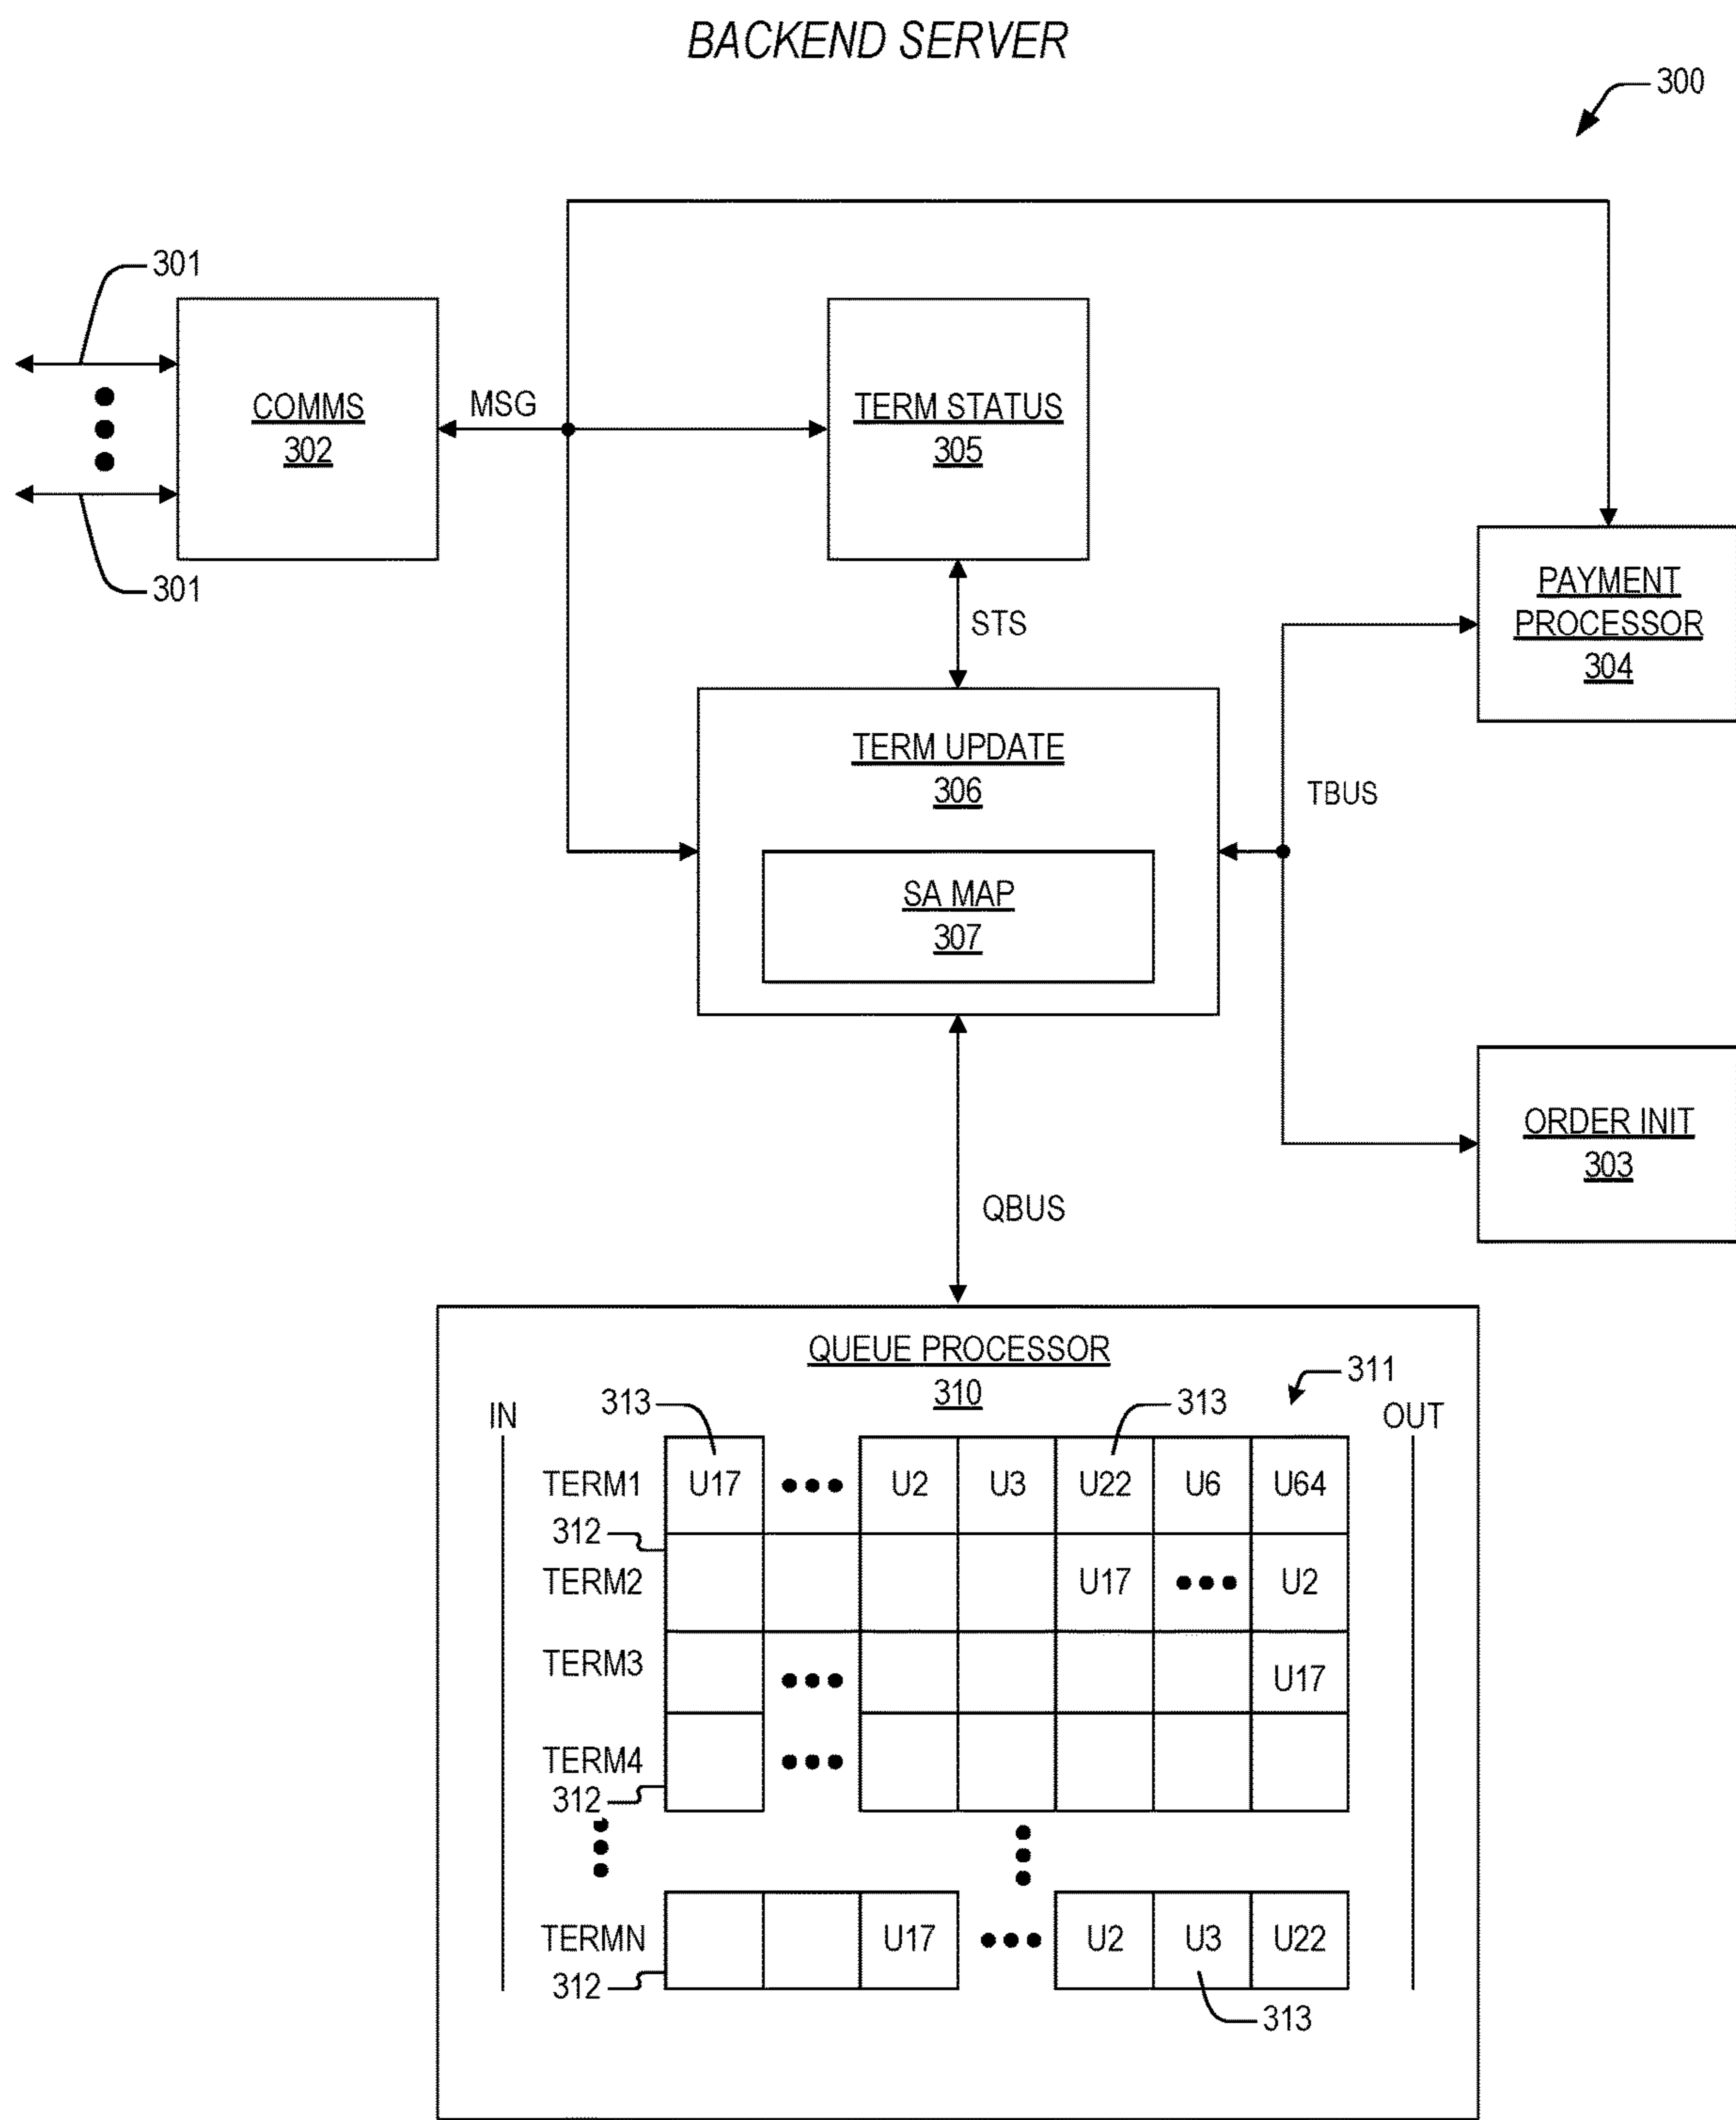 BACKEND SERVER
300
301
COMMS
302
MSG
TERM STATUS
305
301
STS
PAYMENT
PROCESSOR
304
TERM UPDATE
306
TBUS
SA MAP
307
ORDER INIT
303
QBUS
QUEUE PROCESSOR
310
311
313
313
IN
OUT
TERM1 U17 U2 U3 U22 U6 U64
312
TERM2 U17 U2
TERM3 U17
TERM4
312
TERMN U17 U2 U3 U22
312
313